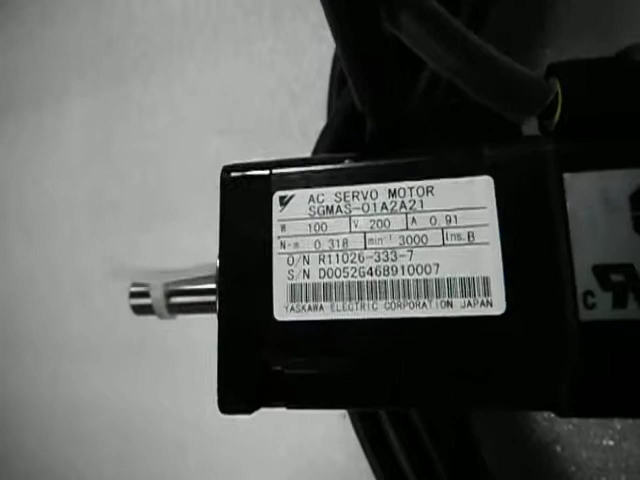 AC SERVO MOTOR
SGMAS-01A2A21
W 100 V 200 A 0.91
N·m 0.318 min⁻¹ 3000 Ins.B
O/N R11026-333-7
S/N D0052G468910007
YASKAWA ELECTRIC CORPORATION JAPAN
c